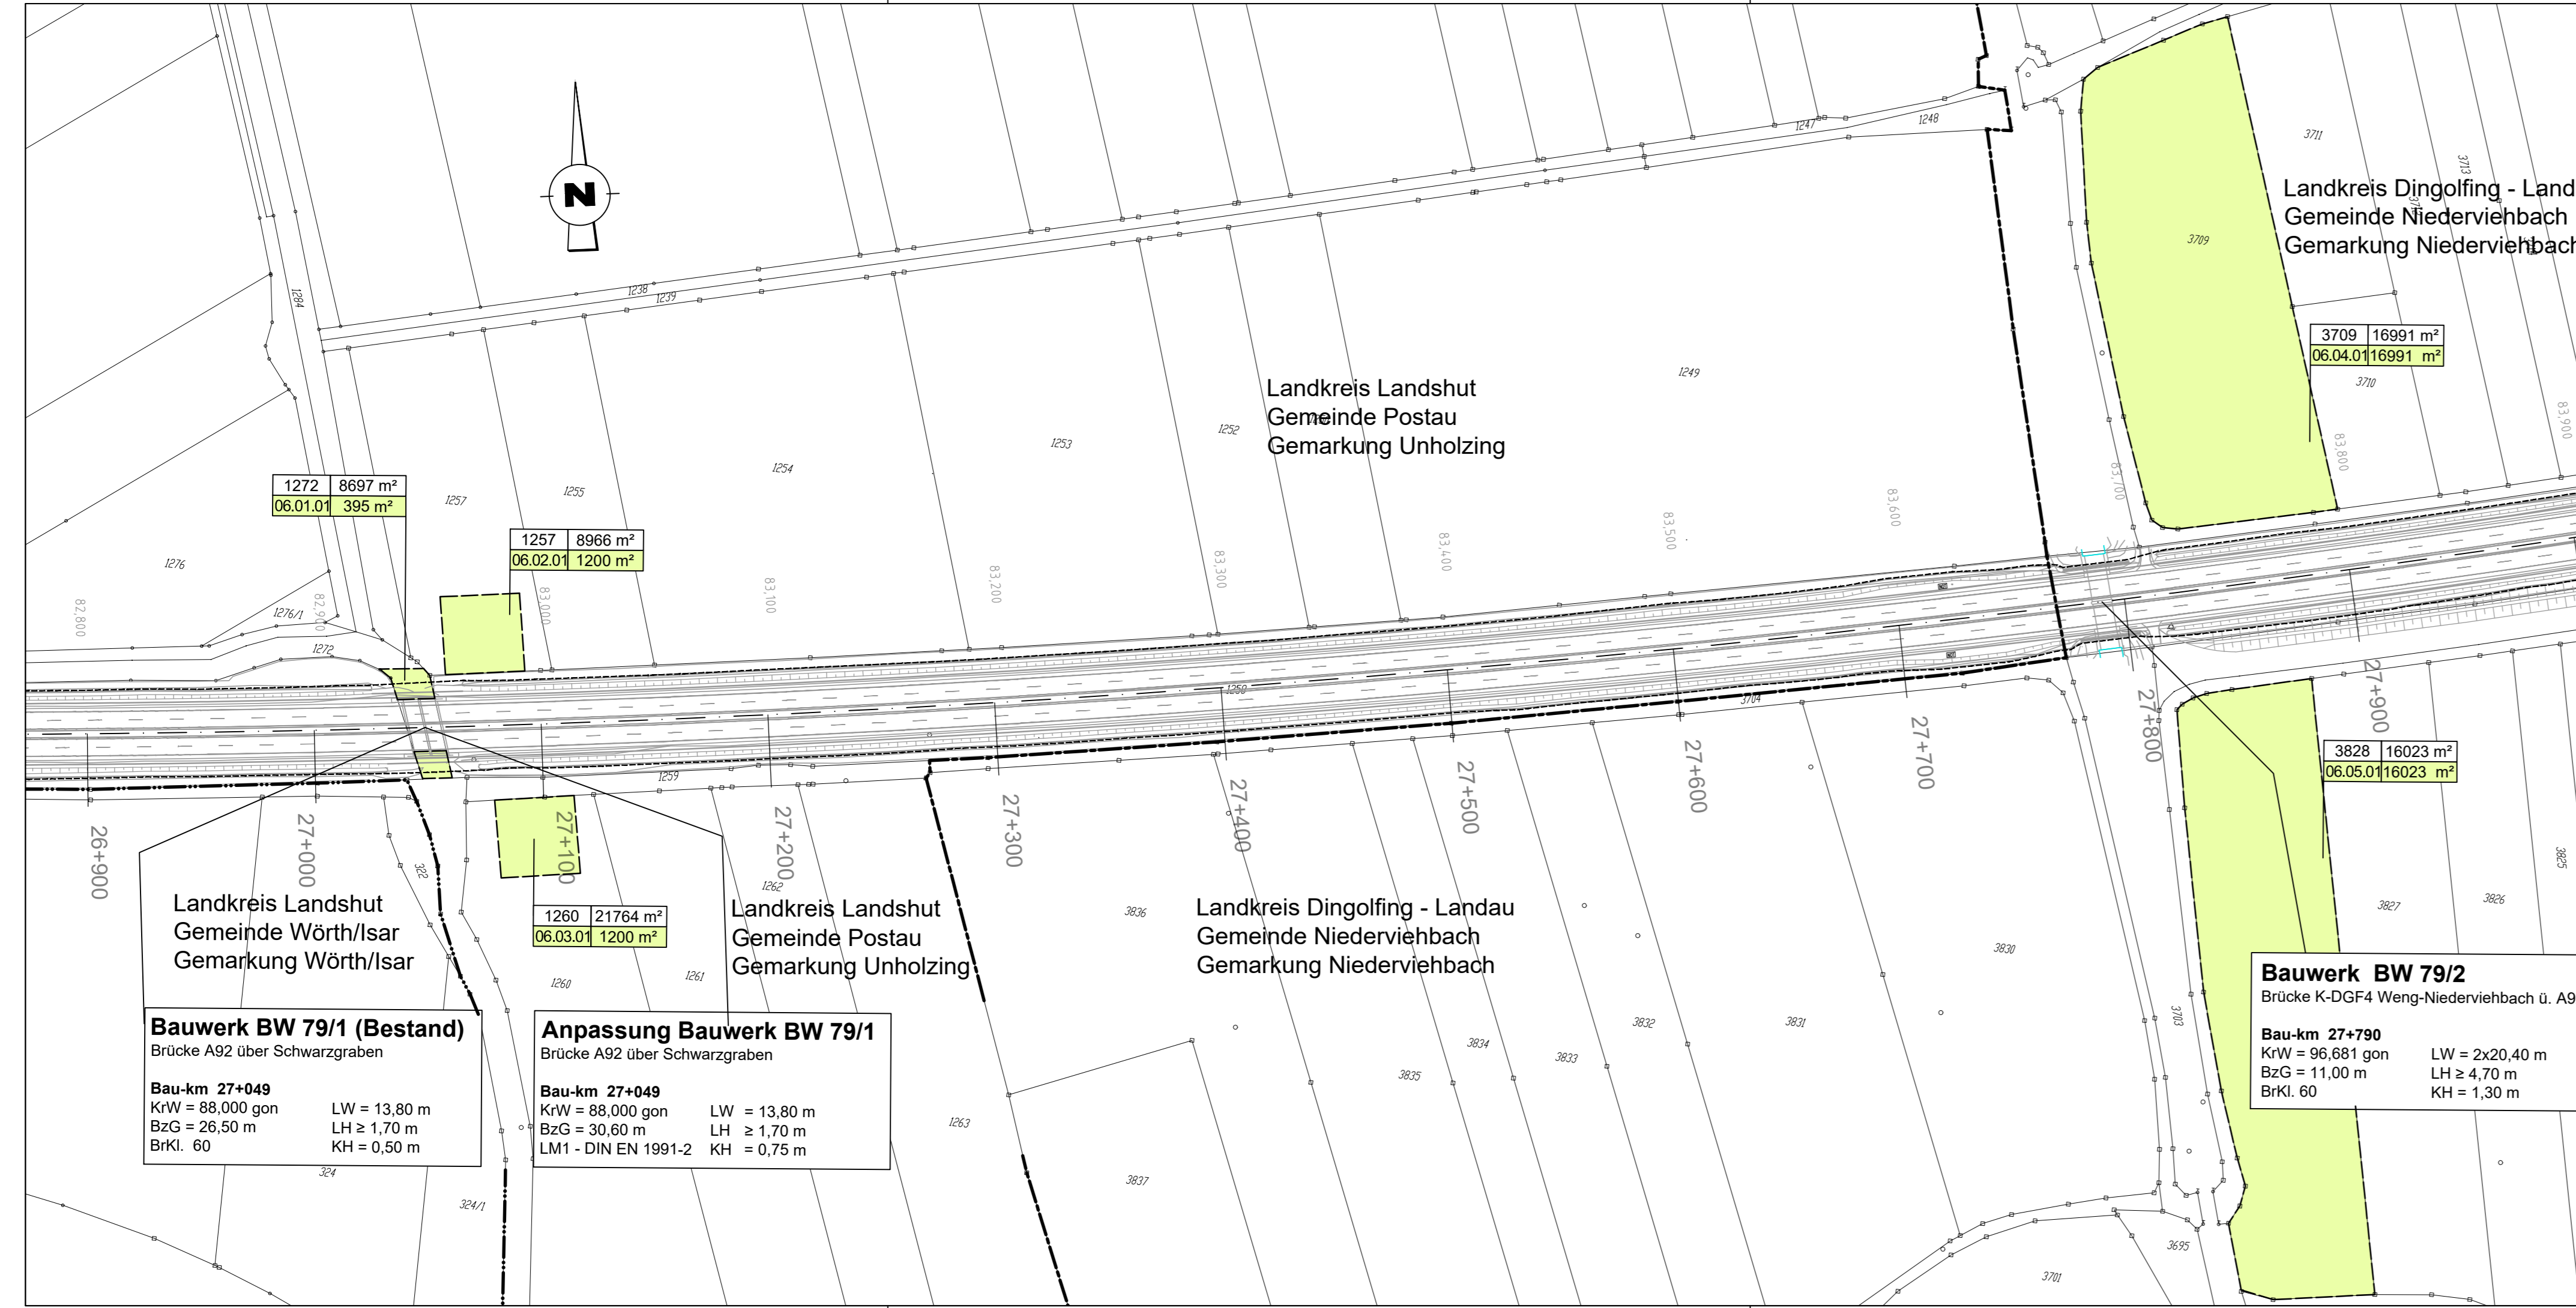 N
1247
1248
3711
3713
Landkreis Dingolfing - Land
Gemeinde Niederviehbach
Gemarkung Niederviehbach
3709
1284
1238
1239
3709 16991 m²
06.04.01 16991 m²
3710
1249
Landkreis Landshut
Gemeinde Postau
Gemarkung Unholzing
1252
1253
1254
1255
1257
1272 8697 m²
06.01.01 395 m²
1257 8966 m²
06.02.01 1200 m²
1276
1276/1
1272
82,800
82,900
83,000
83,100
83,200
83,300
83,400
83,500
83,600
83,700
83,800
83,900
1258
3704
1259
26+900
27+000
27+100
27+200
27+300
27+400
27+500
27+600
27+700
27+800
27+900
3828 16023 m²
06.05.01 16023 m²
322
1262
3836
3830
3827
3826
3825
Landkreis Landshut
Gemeinde Wörth/Isar
Gemarkung Wörth/Isar
1260 21764 m²
06.03.01 1200 m²
1260
1261
Landkreis Landshut
Gemeinde Postau
Gemarkung Unholzing
Landkreis Dingolfing - Landau
Gemeinde Niederviehbach
Gemarkung Niederviehbach
3703
3831
3832
3833
3834
3835
Bauwerk BW 79/1 (Bestand)
Brücke A92 über Schwarzgraben
Bau-km 27+049
KrW = 88,000 gon LW = 13,80 m
BzG = 26,50 m LH ≥ 1,70 m
BrKl. 60 KH = 0,50 m
Anpassung Bauwerk BW 79/1
Brücke A92 über Schwarzgraben
Bau-km 27+049
KrW = 88,000 gon LW = 13,80 m
BzG = 30,60 m LH ≥ 1,70 m
LM1 - DIN EN 1991-2 KH = 0,75 m
Bauwerk BW 79/2
Brücke K-DGF4 Weng-Niederviehbach ü. A9
Bau-km 27+790
KrW = 96,681 gon LW = 2x20,40 m
BzG = 11,00 m LH ≥ 4,70 m
BrKl. 60 KH = 1,30 m
1263
3837
324
324/1
3695
3701